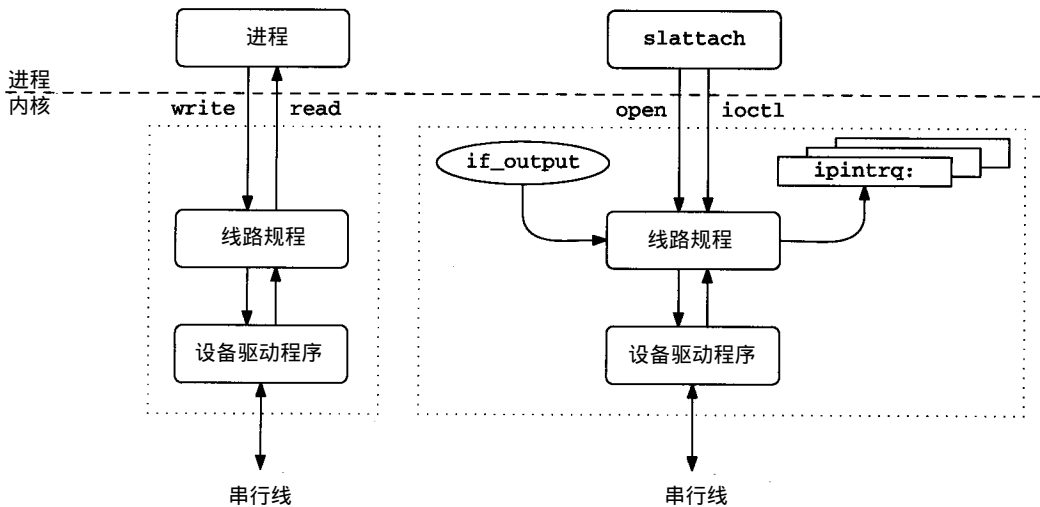 进程
slattach
进程
内核
write
read
open
ioctl
if_output
ipintrq:
线路规程
线路规程
设备驱动程序
设备驱动程序
串行线
串行线